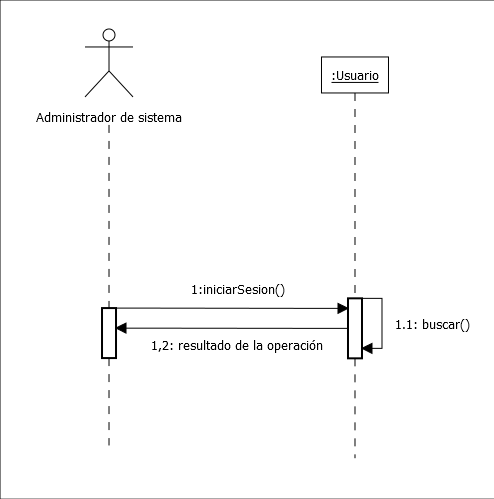 :Usuario
Administrador de sistema
1:iniciarSesion()
1.1: buscar()
1,2: resultado de la operación